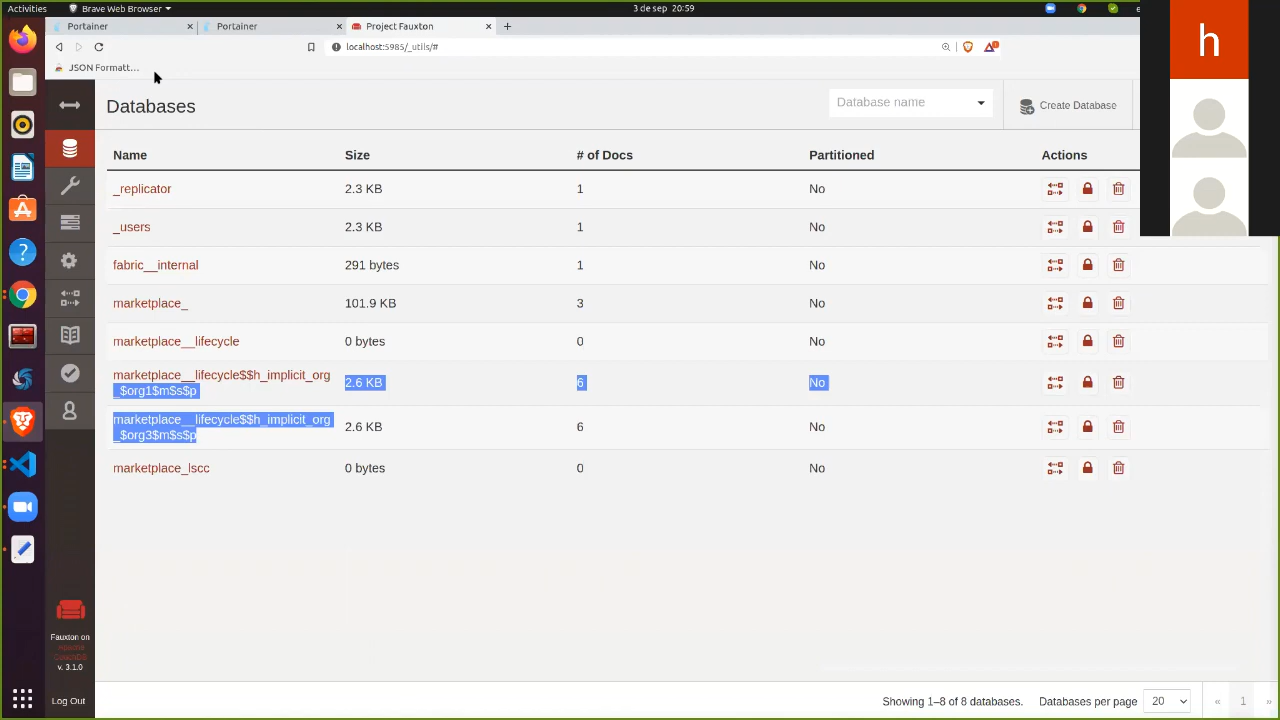 Activities
Brave Web Browser
3 de sep 20:59
Portainer
Portainer
Project Fauxton
localhost:5985/_utils/#
JSON Formatt...
h
Databases
Database name
Create Database
Name Size # of Docs Partitioned Actions
_replicator 2.3 KB 1 No
_users 2.3 KB 1 No
fabric__internal 291 bytes 1 No
marketplace_ 101.9 KB 3 No
marketplace__lifecycle 0 bytes 0 No
marketplace__lifecycle$$h_implicit_org
_$org1$m$s$p 2.6 KB 6 No
marketplace__lifecycle$$h_implicit_org
_$org3$m$s$p 2.6 KB 6 No
marketplace_lscc 0 bytes 0 No
Fauxton on
Apache
CouchDB
v. 3.1.0
Log Out
Showing 1–8 of 8 databases.
Databases per page 20
« 1 »